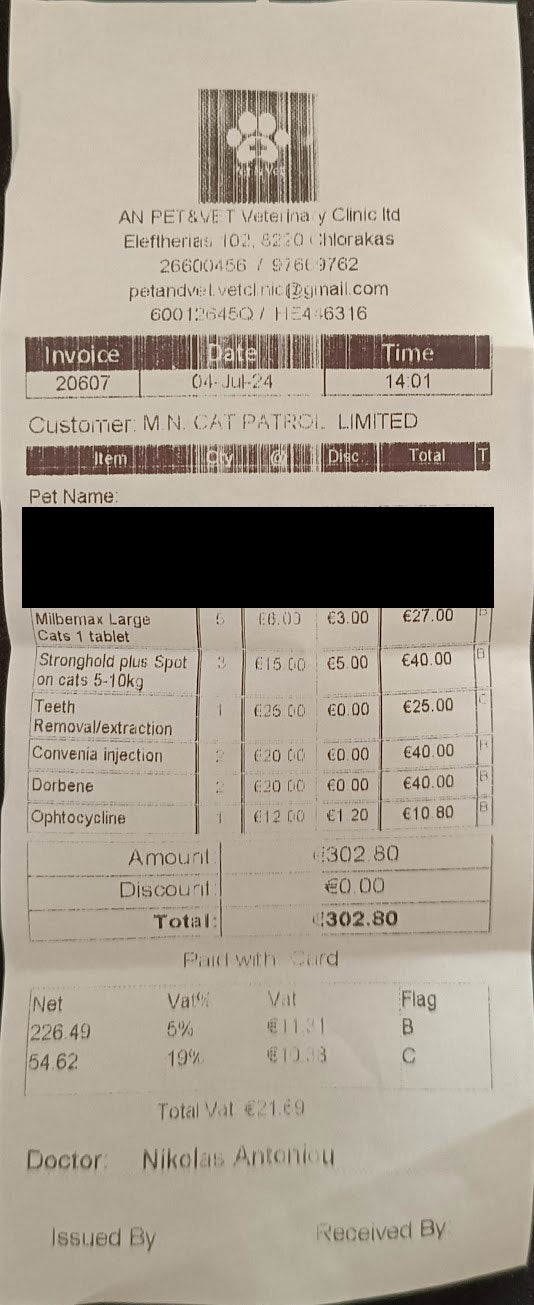 AN PET&VET Veterinary Clinic ltd
Eleftherias 102, 8220 Chlorakas
26600456 / 97669762
petandvet.vetclinic@gmail.com
60012645Q / HE446316
Invoice Date Time
20607 04-Jul-24 14:01
Customer: M.N. CAT PATROL LIMITED
Item Qty @ Disc. Total T
Pet Name:
Milbemax Large 5 €6.00 €3.00 €27.00 B
Cats 1 tablet
Stronghold plus Spot 3 €15.00 €5.00 €40.00 B
on cats 5-10kg
Teeth 1 €25.00 €0.00 €25.00 C
Removal/extraction
Convenia injection 2 €20.00 €0.00 €40.00 B
Dorbene 2 €20.00 €0.00 €40.00 B
Ophtocycline 1 €12.00 €1.20 €10.80 B
Amount: €302.80
Discount: €0.00
Total: €302.80
Paid with Card
Net Vat% Vat Flag
226.49 5% €11.31 B
54.62 19% €10.38 C
Total Vat €21.69
Doctor: Nikolas Antoniou
Issued By Received By: